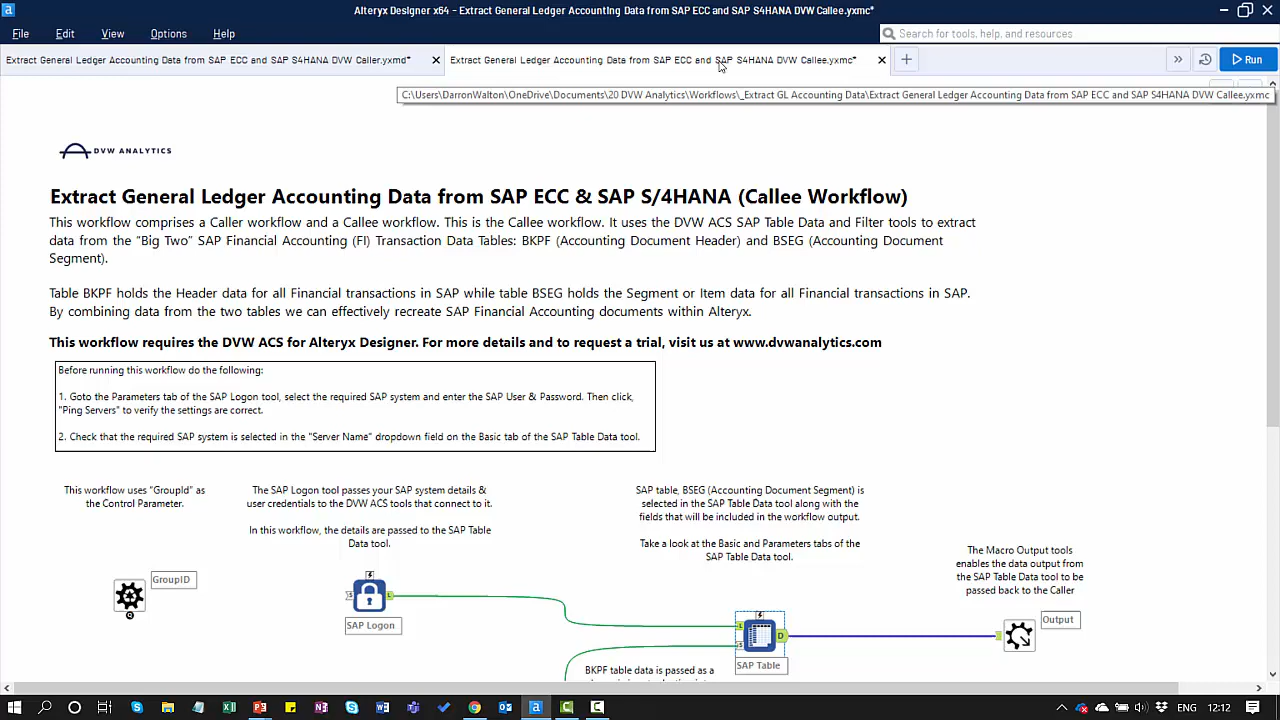 Alteryx Designer x64 - Extract General Ledger Accounting Data from SAP ECC and SAP S4HANA DVW Callee.yxmc*
File Edit View Options Help
Search for tools, help, and resources
Extract General Ledger Accounting Data from SAP ECC and SAP S4HANA DVW Caller.yxmd*
Extract General Ledger Accounting Data from SAP ECC and SAP S4HANA DVW Callee.yxmc*
Run
C:\Users\DarronWalton\OneDrive\Documents\20 DVW Analytics\Workflows\_Extract GL Accounting Data\Extract General Ledger Accounting Data from SAP ECC and SAP S4HANA DVW Callee.yxmc
DVW ANALYTICS
Extract General Ledger Accounting Data from SAP ECC & SAP S/4HANA (Callee Workflow)
This workflow comprises a Caller workflow and a Callee workflow. This is the Callee workflow. It uses the DVW ACS SAP Table Data and Filter tools to extract
data from the "Big Two" SAP Financial Accounting (FI) Transaction Data Tables: BKPF (Accounting Document Header) and BSEG (Accounting Document
Segment).
Table BKPF holds the Header data for all Financial transactions in SAP while table BSEG holds the Segment or Item data for all Financial transactions in SAP.
By combining data from the two tables we can effectively recreate SAP Financial Accounting documents within Alteryx.
This workflow requires the DVW ACS for Alteryx Designer. For more details and to request a trial, visit us at www.dvwanalytics.com
Before running this workflow do the following:
1. Goto the Parameters tab of the SAP Logon tool, select the required SAP system and enter the SAP User & Password. Then click,
"Ping Servers" to verify the settings are correct.
2. Check that the required SAP system is selected in the "Server Name" dropdown field on the Basic tab of the SAP Table Data tool.
This workflow uses "GroupId" as
the Control Parameter.
The SAP Logon tool passes your SAP system details &
user credentials to the DVW ACS tools that connect to it.
In this workflow, the details are passed to the SAP Table
Data tool.
SAP table, BSEG (Accounting Document Segment) is
selected in the SAP Table Data tool along with the
fields that will be included in the workflow output.
Take a look at the Basic and Parameters tabs of the
SAP Table Data tool.
The Macro Output tools
enables the data output from
the SAP Table Data tool to be
passed back to the Caller
GroupID
SAP Logon
SAP Table
Output
L
L
S
D
BKPF table data is passed as a
ENG 12:12